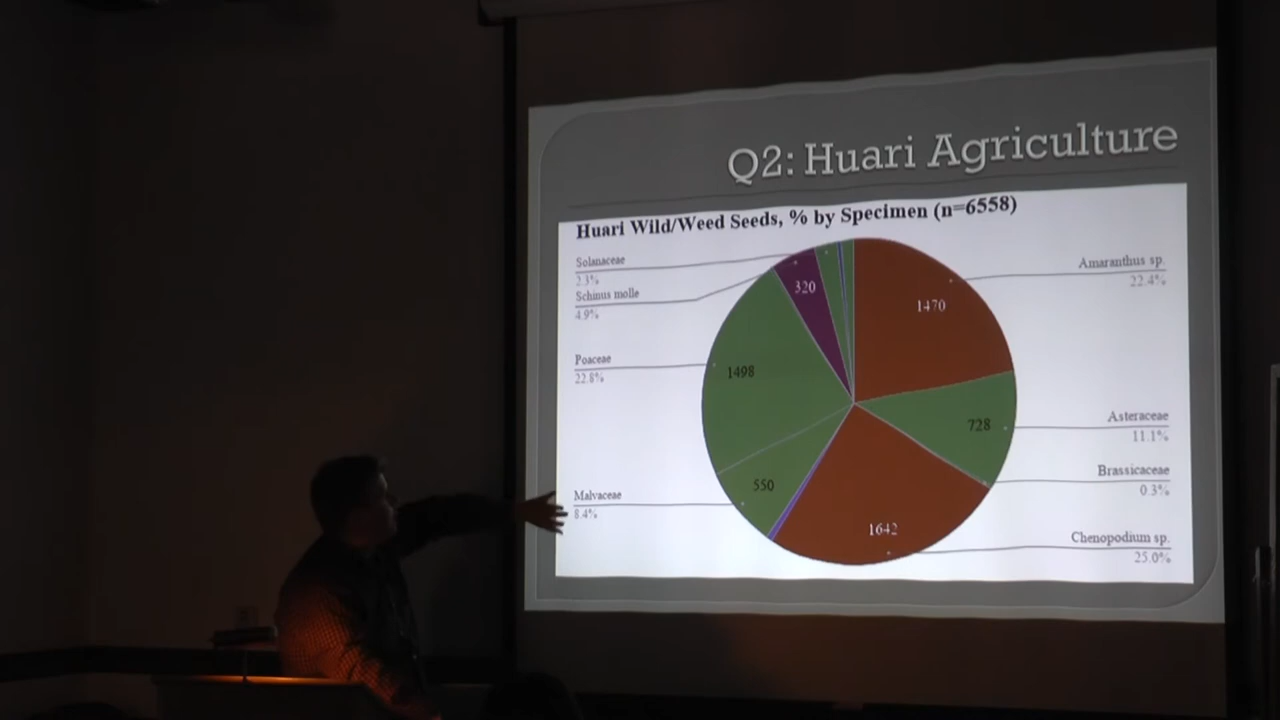 Q2: Huari Agriculture
Huari Wild/Weed Seeds, % by Specimen (n=6558)
Solanaceae
2.3%
Schinus molle
4.9%
Poaceae
22.8%
Malvaceae
8.4%
320
1498
550
1470
728
1642
Amaranthus sp.
22.4%
Asteraceae
11.1%
Brassicaceae
0.3%
Chenopodium sp.
25.0%